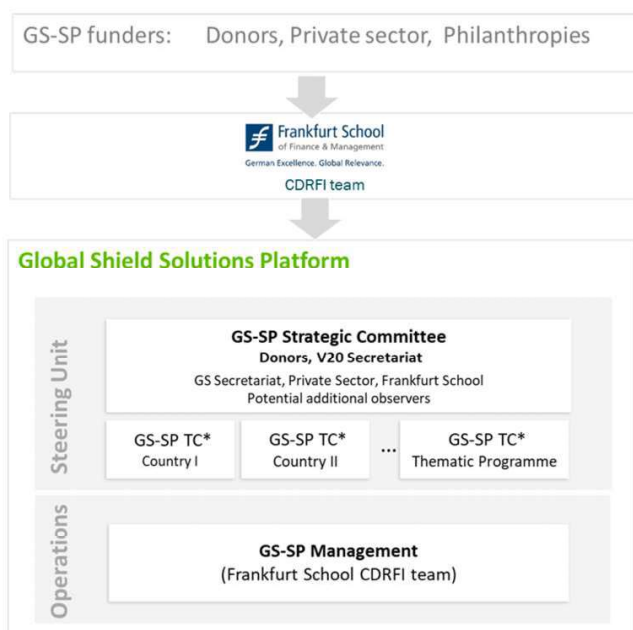 GS-SP funders: Donors, Private sector, Philanthropies
Frankfurt School
of Finance & Management
German Excellence. Global Relevance.
CDRFI team
Global Shield Solutions Platform
Steering Unit
GS-SP Strategic Committee
Donors, V20 Secretariat
GS Secretariat, Private Sector, Frankfurt School
Potential additional observers
GS-SP TC*
Country I
GS-SP TC*
Country II
...
GS-SP TC*
Thematic Programme
Operations
GS-SP Management
(Frankfurt School CDRFI team)